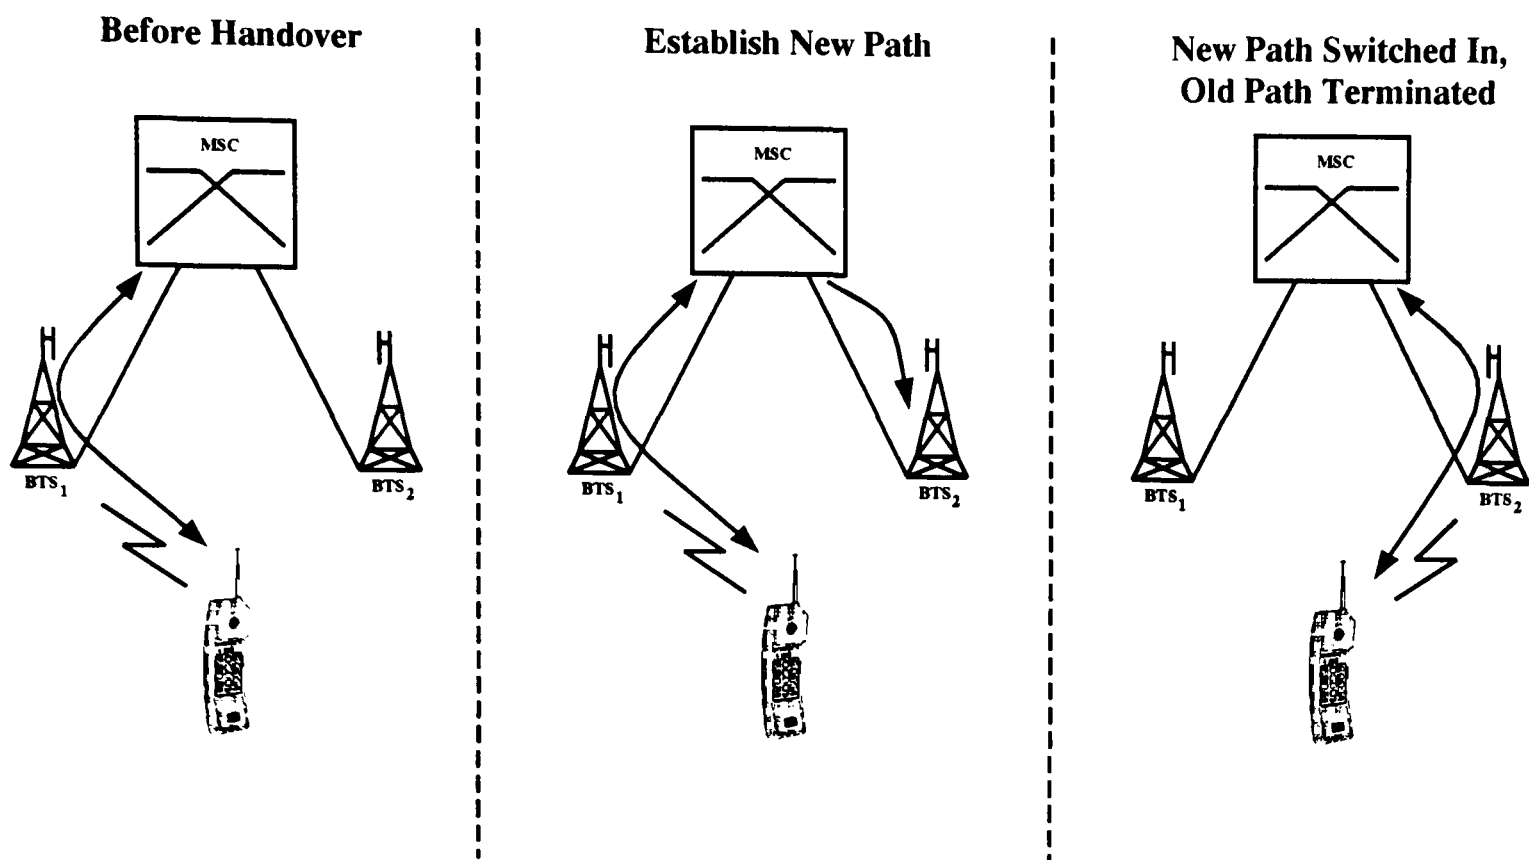 Before Handover
MSC
BTS1
BTS2
Establish New Path
MSC
BTS1
BTS2
New Path Switched In,
Old Path Terminated
MSC
BTS1
BTS2